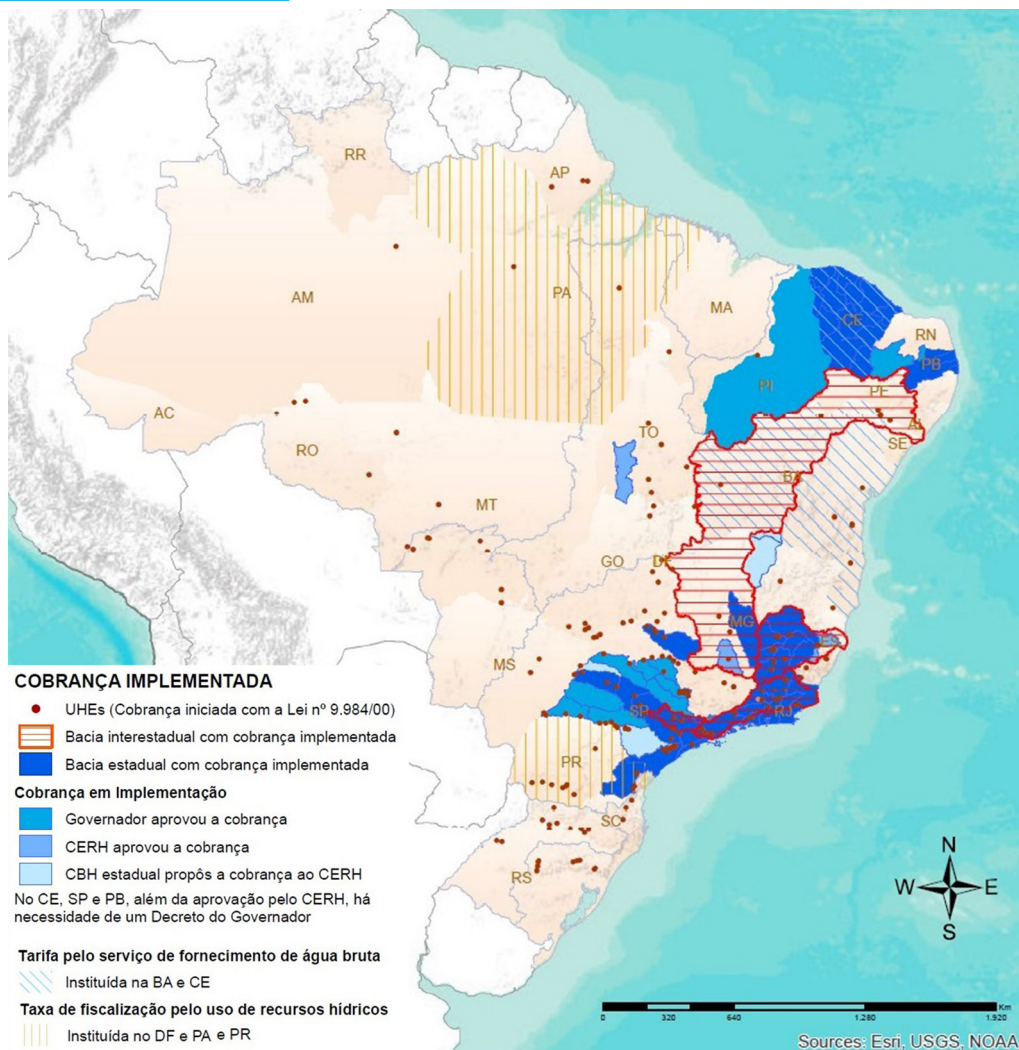 RR
AP
AM
PA
MA
CE
RN
PB
PI
PE
AL
SE
AC
TO
RO
BA
MT
GO
DF
MG
ES
MS
SP
RJ
PR
SC
RS
COBRANÇA IMPLEMENTADA
UHEs (Cobrança iniciada com a Lei nº 9.984/00)
Bacia interestadual com cobrança implementada
Bacia estadual com cobrança implementada
Cobrança em Implementação
Governador aprovou a cobrança
CERH aprovou a cobrança
CBH estadual propôs a cobrança ao CERH
No CE, SP e PB, além da aprovação pelo CERH, há
necessidade de um Decreto do Governador
Tarifa pelo serviço de fornecimento de água bruta
Instituída na BA e CE
Taxa de fiscalização pelo uso de recursos hídricos
Instituída no DF e PA e PR
N
W E
S
Km
0 320 640 1.280 1.920
Sources: Esri, USGS, NOAA